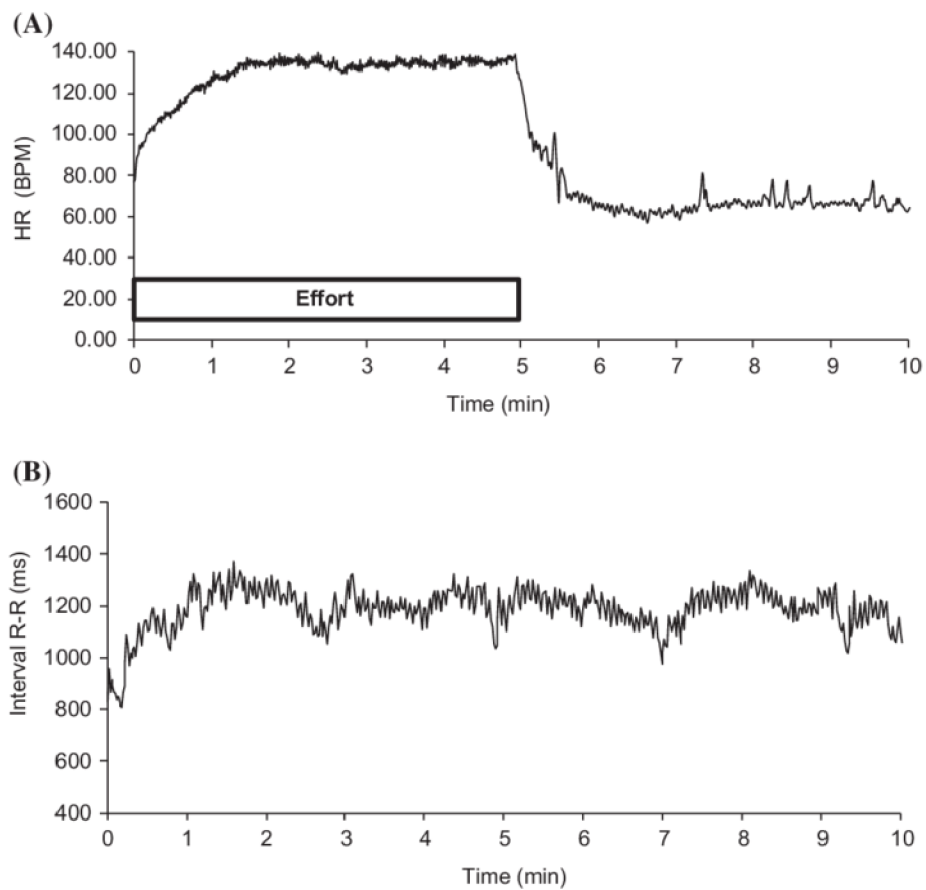 (A)
140.00
120.00
100.00
80.00
60.00
40.00
20.00
0.00
HR (BPM)
Effort
0 1 2 3 4 5 6 7 8 9 10
Time (min)
(B)
1600
1400
1200
1000
800
600
400
Interval R-R (ms)
0 1 2 3 4 5 6 7 8 9 10
Time (min)